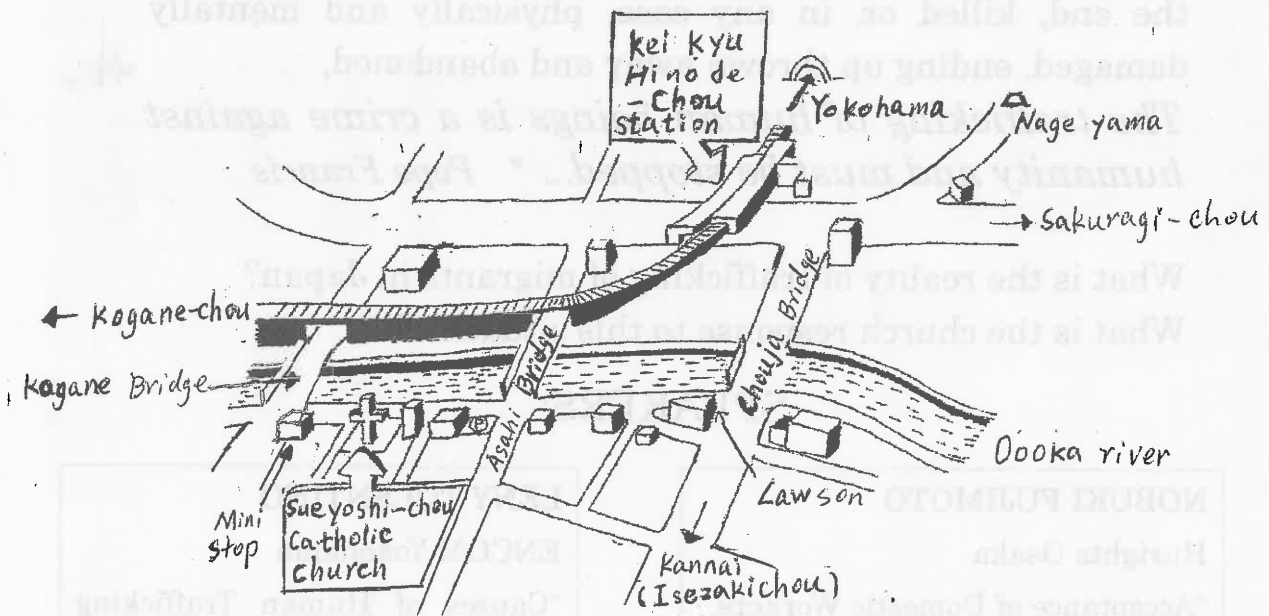 Kei Kyu
Hinode
-Chou
Station
Yokohama
Nage yama
Sakuragi-chou
Kogane-chou
Kogane Bridge
Asahi Bridge
Chouja Bridge
Oooka river
Lawson
Mini
Stop
Sueyoshi-chou
Catholic
Church
Kannai
(Isezakichou)
the end, killed or, in any case, physically and mentally
damaged, ending up thrown away and abandoned,
The trafficking of human beings is a crime against
humanity and must be stopped..." Pope Francis
What is the reality of trafficking of migrants in Japan?
What is the church response to this
NOBUKI FUJIMOTO
Hurights Osaka
"Acceptance of Domestic Workers
LENY
ENCOM Yokohama
"Causes of Human Trafficking